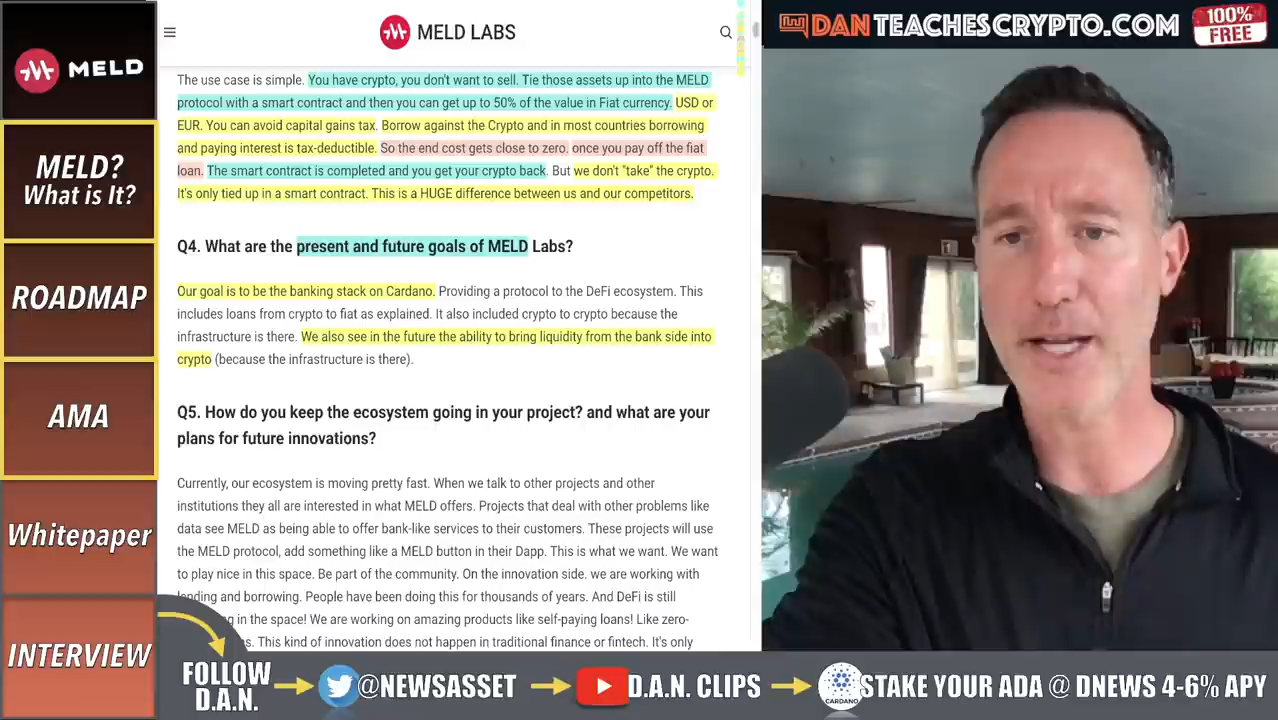 MELD
MELD?
What is It?
ROADMAP
AMA
Whitepaper
INTERVIEW
MELD LABS
The use case is simple. You have crypto, you don't want to sell. Tie those assets up into the MELD
protocol with a smart contract and then you can get up to 50% of the value in Fiat currency. USD or
EUR. You can avoid capital gains tax. Borrow against the Crypto and in most countries borrowing
and paying interest is tax-deductible. So the end cost gets close to zero. once you pay off the fiat
loan. The smart contract is completed and you get your crypto back. But we don't "take" the crypto.
It's only tied up in a smart contract. This is a HUGE difference between us and our competitors.
Q4. What are the present and future goals of MELD Labs?
Our goal is to be the banking stack on Cardano. Providing a protocol to the DeFi ecosystem. This
includes loans from crypto to fiat as explained. It also included crypto to crypto because the
infrastructure is there. We also see in the future the ability to bring liquidity from the bank side into
crypto (because the infrastructure is there).
Q5. How do you keep the ecosystem going in your project? and what are your
plans for future innovations?
Currently, our ecosystem is moving pretty fast. When we talk to other projects and other
institutions they all are interested in what MELD offers. Projects that deal with other problems like
data see MELD as being able to offer bank-like services to their customers. These projects will use
the MELD protocol, add something like a MELD button in their Dapp. This is what we want. We want
to play nice in this space. Be part of the community. On the innovation side. we are working with
lending and borrowing. People have been doing this for thousands of years. And DeFi is still
g in the space! We are working on amazing products like self-paying loans! Like zero-
s. This kind of innovation does not happen in traditional finance or fintech. It's only
DANTEACHESCRYPTO.COM
100%
FREE
FOLLOW
D.A.N.
@NEWSASSET
D.A.N. CLIPS
CARDANO
STAKE YOUR ADA @ DNEWS 4-6% APY